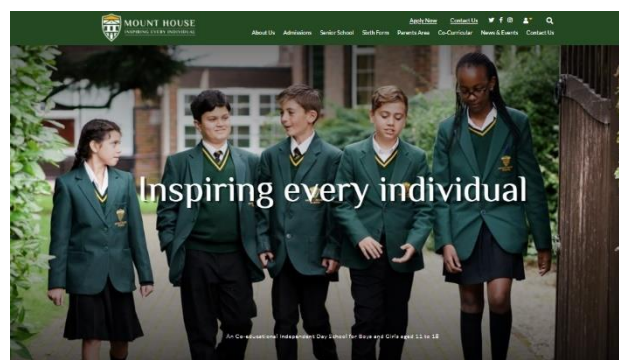 MOUNT HOUSE
INSPIRING EVERY INDIVIDUAL
Apply Now Contact Us
About Us Admissions Senior School Sixth Form Parents Area Co-Curricular News & Events Contact Us
Inspiring every individual
An Co-educational Independent Day School for Boys and Girls aged 11 to 18